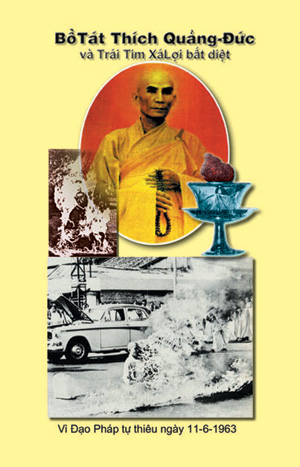 BồTát Thích Quảng-Đức
và Trái Tim XáLợi bất diệt
Vì Đạo Pháp tự thiêu ngày 11-6-1963